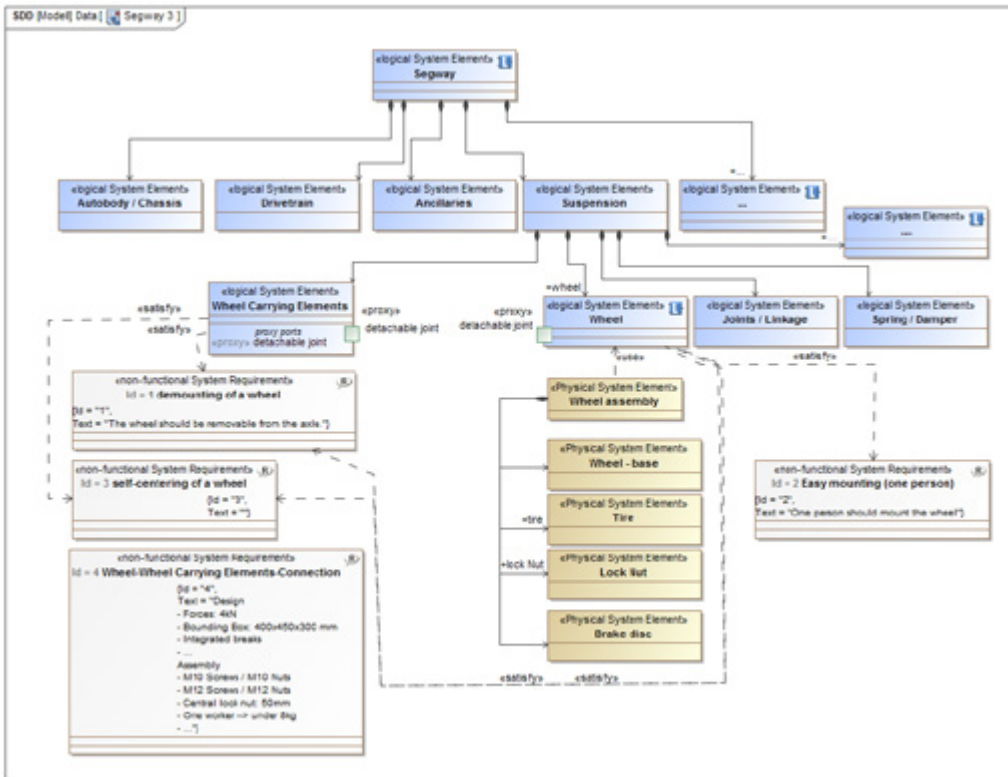 SDD [Modell] Data [ Segway 3 ]
«logical System Element»
Segway
«logical System Element»
Autobody / Chassis
«logical System Element»
Drivetrain
«logical System Element»
Ancillaries
«logical System Element»
Suspension
«logical System Element»
...
«logical System Element»
....
«logical System Element»
Wheel Carrying Elements
proxy ports
«proxy» detachable joint
«proxy»
detachable joint
«proxy»
detachable joint
+wheel
«logical System Element»
Wheel
«logical System Element»
Joints / Linkage
«logical System Element»
Spring / Damper
«satisfy»
«satisfy»
«satisfy»
«use»
«non-functional System Requirement»
Id = 1 demounting of a wheel
{Id = "1",
Text = "The wheel should be removable from the axle."}
«non-functional System Requirement»
Id = 3 self-centering of a wheel
{Id = "3",
Text = ""}
«non-functional System Requirement»
Id = 4 Wheel-Wheel Carrying Elements-Connection
{Id = "4",
Text = "Design
- Forces: 4kN
- Bounding Box: 400x450x300 mm
- Integrated breaks
- ...
Assembly
- M10 Screws / M10 Nuts
- M12 Screws / M12 Nuts
- Central lock nut: 50mm
- One worker --> under 8kg
- ..."}
«Physical System Element»
Wheel assembly
«Physical System Element»
Wheel - base
+tire
«Physical System Element»
Tire
+lock Nut
«Physical System Element»
Lock Nut
«Physical System Element»
Brake disc
«satisfy» «satisfy»
«non-functional System Requirement»
Id = 2 Easy mounting (one person)
{Id = "2",
Text = "One person should mount the wheel"}